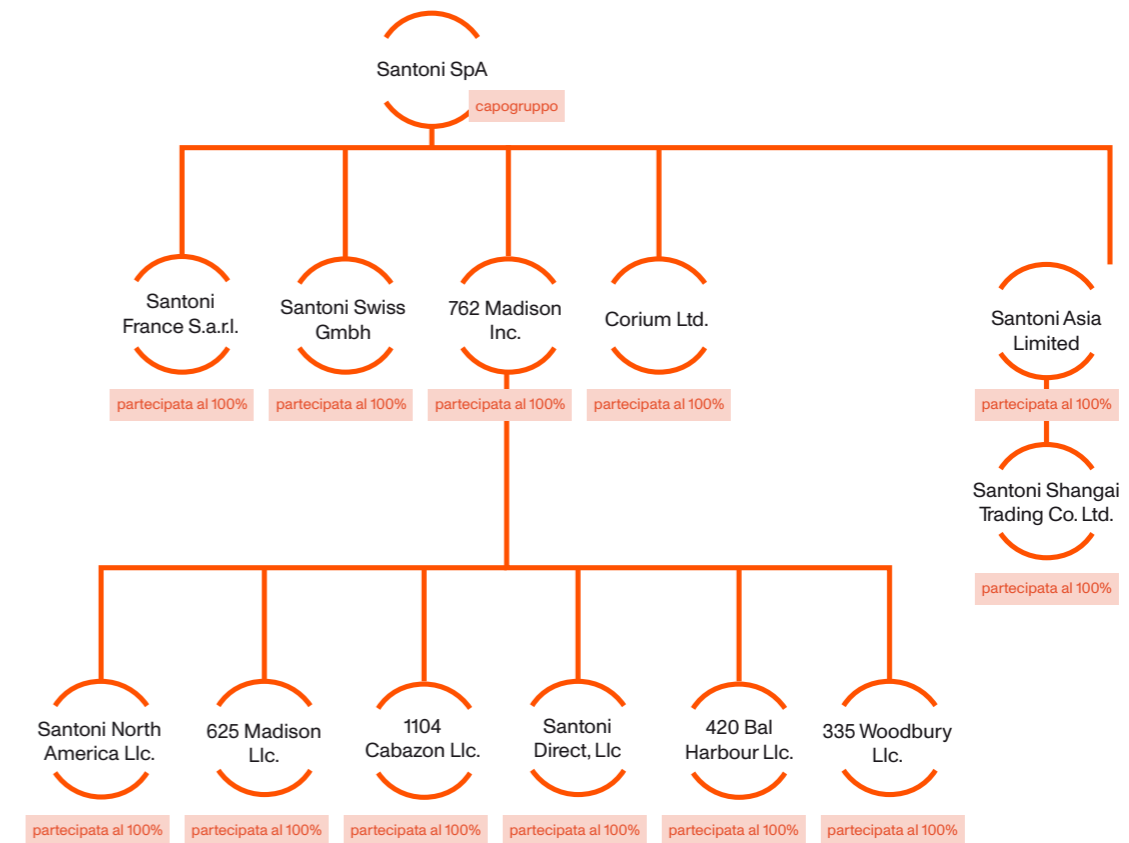 Santoni SpA
capogruppo
Santoni
France S.a.r.l.
Santoni Swiss
Gmbh
762 Madison
Inc.
Corium Ltd.
Santoni Asia
Limited
partecipata al 100%
partecipata al 100%
partecipata al 100%
partecipata al 100%
partecipata al 100%
Santoni Shangai
Trading Co. Ltd.
partecipata al 100%
Santoni North
America Llc.
625 Madison
Llc.
1104
Cabazon Llc.
Santoni
Direct, Llc
420 Bal
Harbour Llc.
335 Woodbury
Llc.
partecipata al 100%
partecipata al 100%
partecipata al 100%
partecipata al 100%
partecipata al 100%
partecipata al 100%